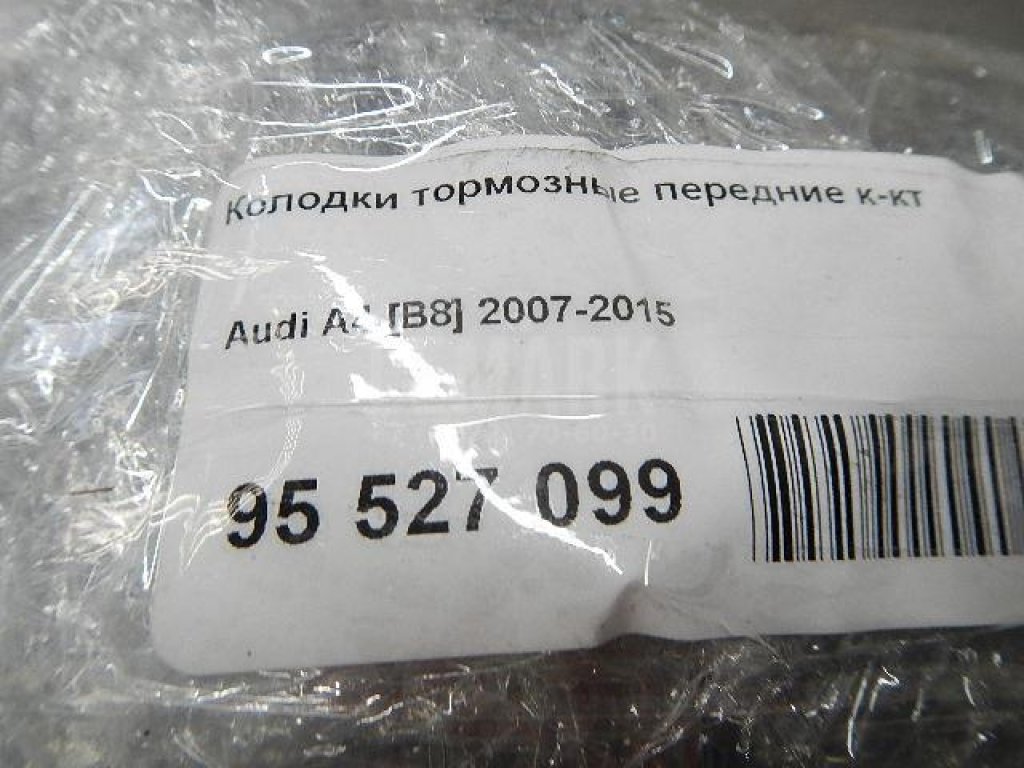 Колодки тормозные передние к-кт
Audi A4 [B8] 2007-2015
95 527 099